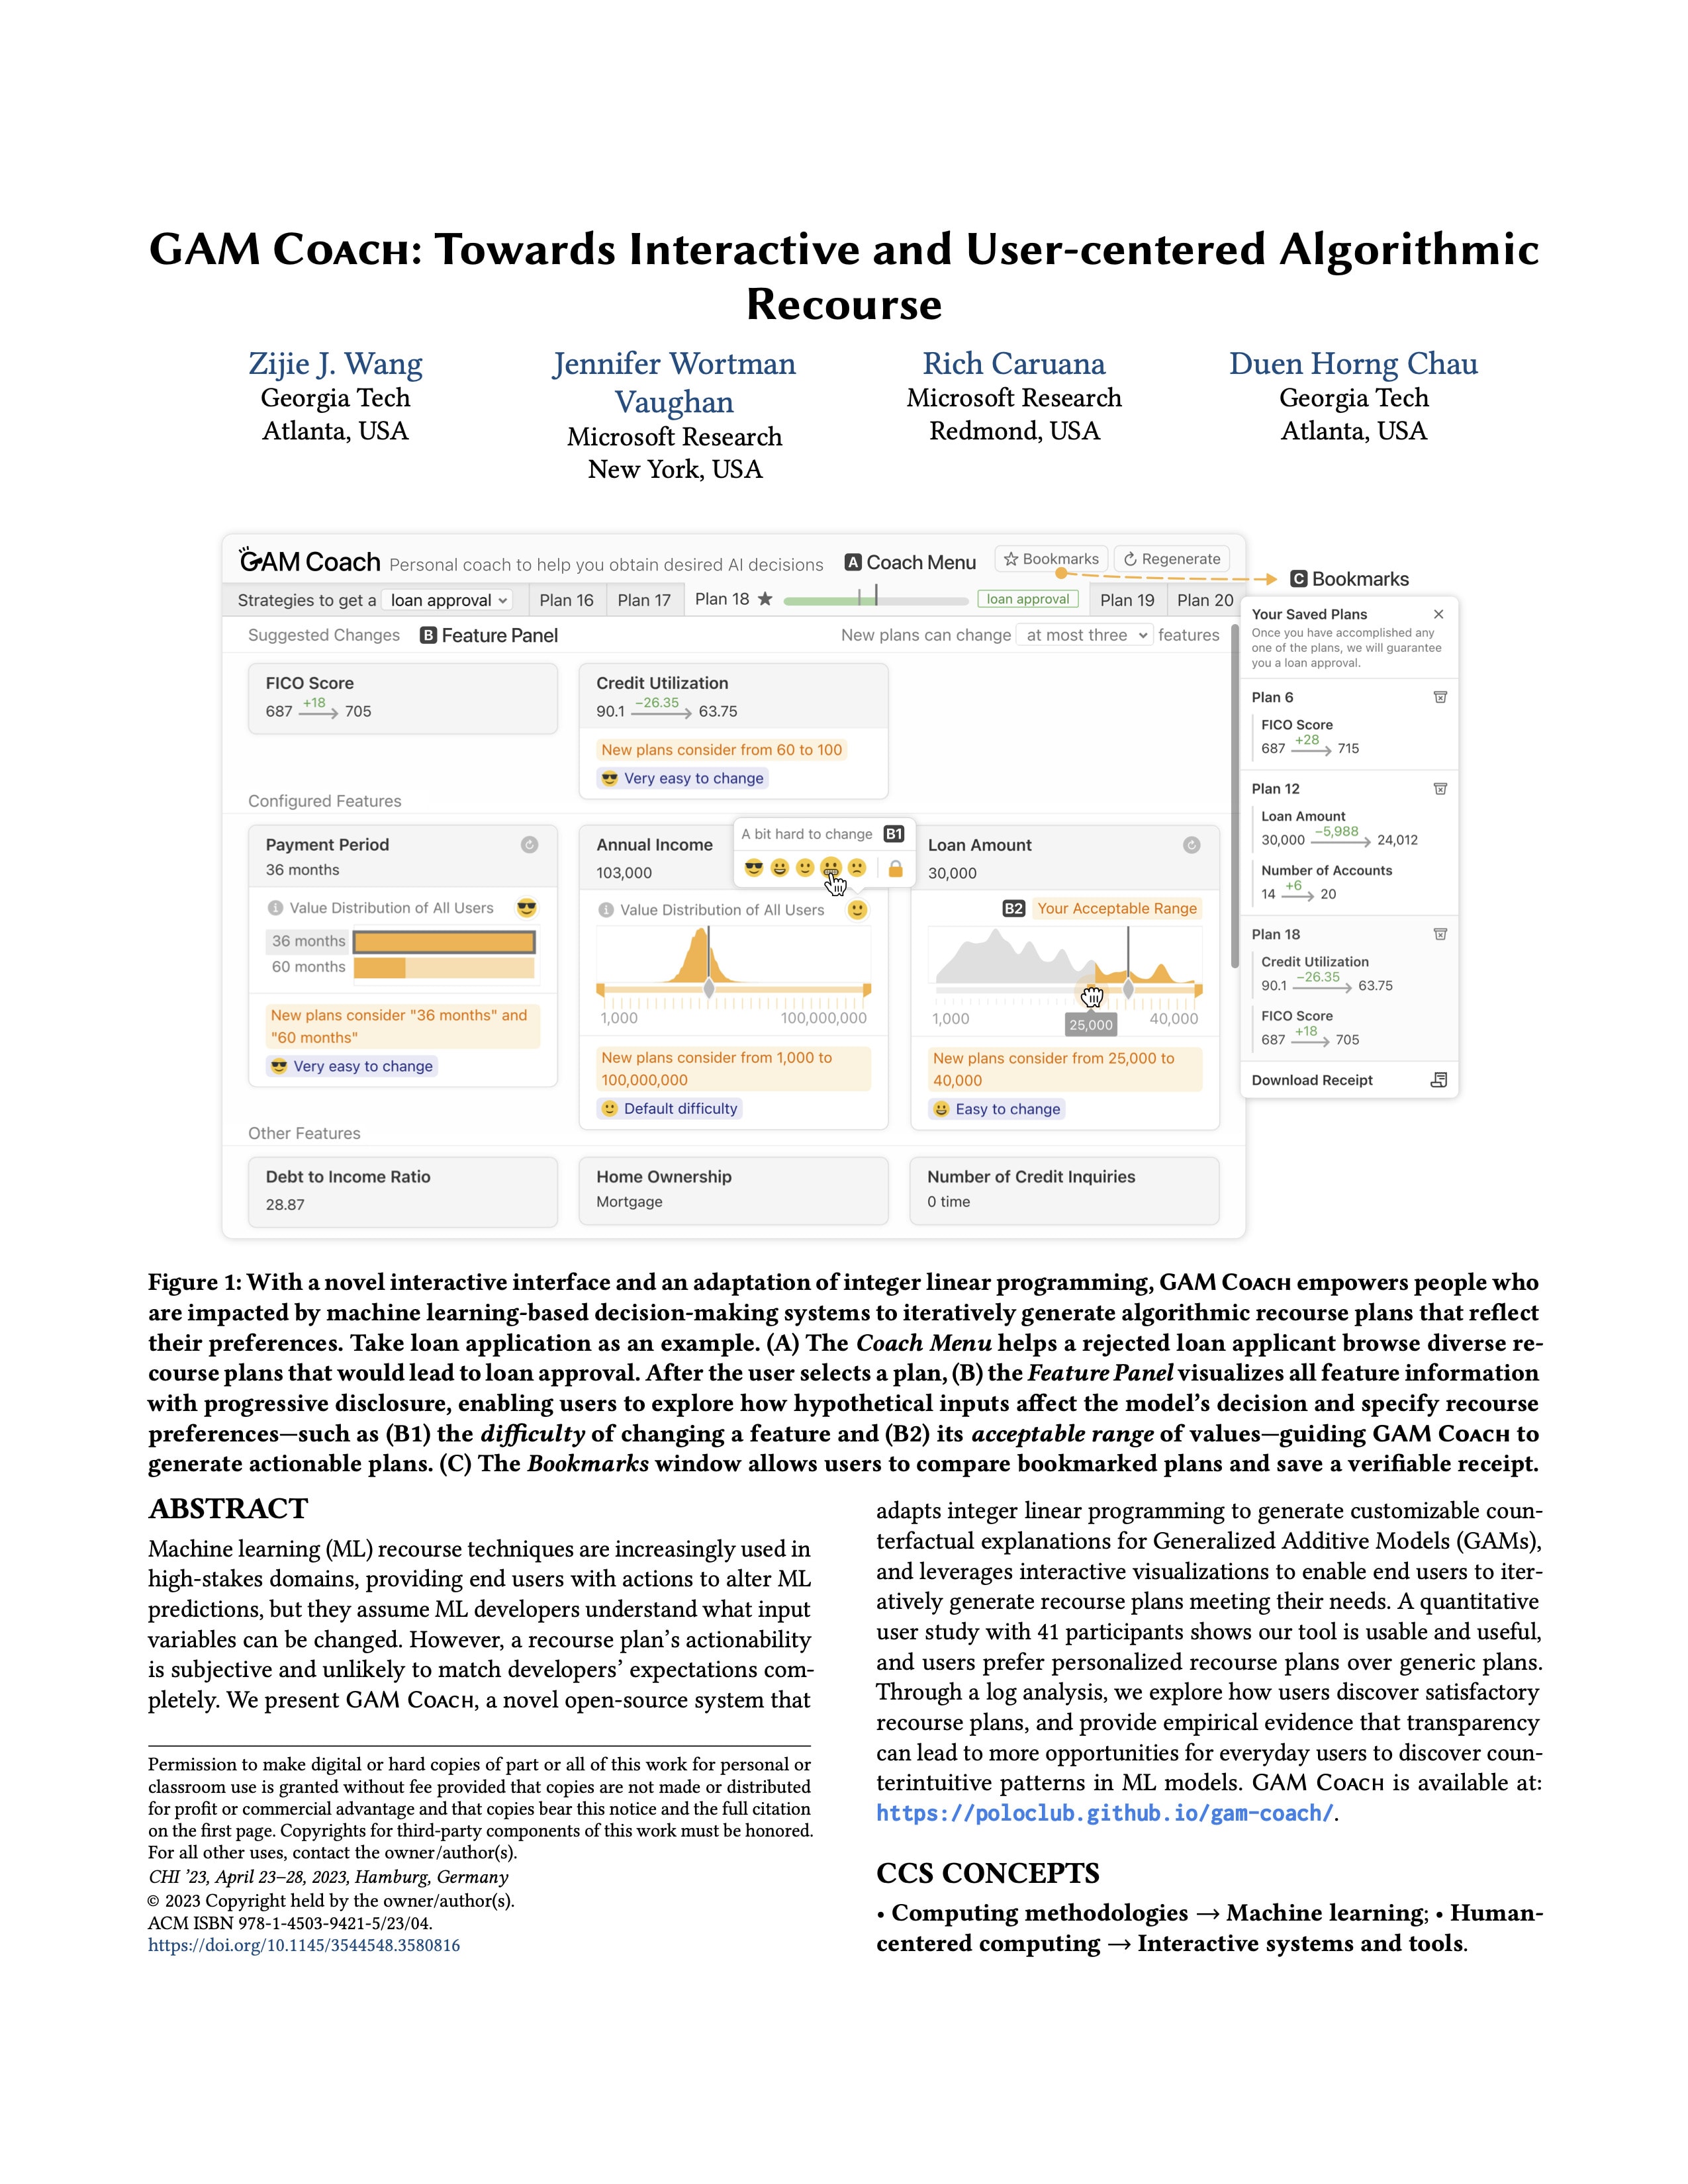 GAM COACH: Towards Interactive and User-centered Algorithmic
Recourse
Zijie J. Wang
Georgia Tech
Atlanta, USA
Jennifer Wortman
Vaughan
Microsoft Research
New York, USA
Rich Caruana
Microsoft Research
Redmond, USA
Duen Horng Chau
Georgia Tech
Atlanta, USA
GAM Coach Personal coach to help you obtain desired AI decisions A Coach Menu Bookmarks Regenerate
C Bookmarks
Strategies to get a loan approval Plan 16 Plan 17 Plan 18 ★ loan approval Plan 19 Plan 20
Suggested Changes B Feature Panel New plans can change at most three features
FICO Score
+18
687 → 705
Credit Utilization
−26.35
90.1 → 63.75
New plans consider from 60 to 100
😎 Very easy to change
Configured Features
Payment Period
36 months
Value Distribution of All Users
36 months
60 months
New plans consider "36 months" and
"60 months"
😎 Very easy to change
Annual Income
103,000
A bit hard to change B1
Value Distribution of All Users
1,000 100,000,000
New plans consider from 1,000 to
100,000,000
🙂 Default difficulty
Loan Amount
30,000
B2 Your Acceptable Range
1,000 25,000 40,000
New plans consider from 25,000 to
40,000
😀 Easy to change
Other Features
Debt to Income Ratio
28.87
Home Ownership
Mortgage
Number of Credit Inquiries
0 time
Your Saved Plans
Once you have accomplished any
one of the plans, we will guarantee
you a loan approval.
Plan 6
FICO Score
+28
687 → 715
Plan 12
Loan Amount
−5,988
30,000 → 24,012
Number of Accounts
+6
14 → 20
Plan 18
Credit Utilization
−26.35
90.1 → 63.75
FICO Score
+18
687 → 705
Download Receipt
Figure 1: With a novel interactive interface and an adaptation of integer linear programming, GAM COACH empowers people who
are impacted by machine learning-based decision-making systems to iteratively generate algorithmic recourse plans that reflect
their preferences. Take loan application as an example. (A) The Coach Menu helps a rejected loan applicant browse diverse re-
course plans that would lead to loan approval. After the user selects a plan, (B) the Feature Panel visualizes all feature information
with progressive disclosure, enabling users to explore how hypothetical inputs affect the model's decision and specify recourse
preferences—such as (B1) the difficulty of changing a feature and (B2) its acceptable range of values—guiding GAM COACH to
generate actionable plans. (C) The Bookmarks window allows users to compare bookmarked plans and save a verifiable receipt.
ABSTRACT
Machine learning (ML) recourse techniques are increasingly used in
high-stakes domains, providing end users with actions to alter ML
predictions, but they assume ML developers understand what input
variables can be changed. However, a recourse plan's actionability
is subjective and unlikely to match developers' expectations com-
pletely. We present GAM COACH, a novel open-source system that
Permission to make digital or hard copies of part or all of this work for personal or
classroom use is granted without fee provided that copies are not made or distributed
for profit or commercial advantage and that copies bear this notice and the full citation
on the first page. Copyrights for third-party components of this work must be honored.
For all other uses, contact the owner/author(s).
CHI '23, April 23–28, 2023, Hamburg, Germany
© 2023 Copyright held by the owner/author(s).
ACM ISBN 978-1-4503-9421-5/23/04.
https://doi.org/10.1145/3544548.3580816
adapts integer linear programming to generate customizable coun-
terfactual explanations for Generalized Additive Models (GAMs),
and leverages interactive visualizations to enable end users to iter-
atively generate recourse plans meeting their needs. A quantitative
user study with 41 participants shows our tool is usable and useful,
and users prefer personalized recourse plans over generic plans.
Through a log analysis, we explore how users discover satisfactory
recourse plans, and provide empirical evidence that transparency
can lead to more opportunities for everyday users to discover coun-
terintuitive patterns in ML models. GAM COACH is available at:
https://poloclub.github.io/gam-coach/.
CCS CONCEPTS
• Computing methodologies → Machine learning; • Human-
centered computing → Interactive systems and tools.